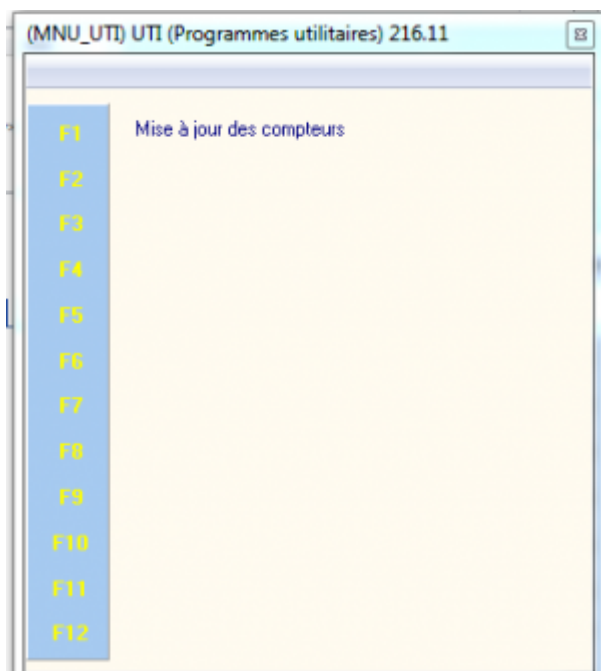 (MNU_UTI) UTI (Programmes utilitaires) 216.11
F1 Mise à jour des compteurs
F2
F3
F4
F5
F6
F7
F8
F9
F10
F11
F12